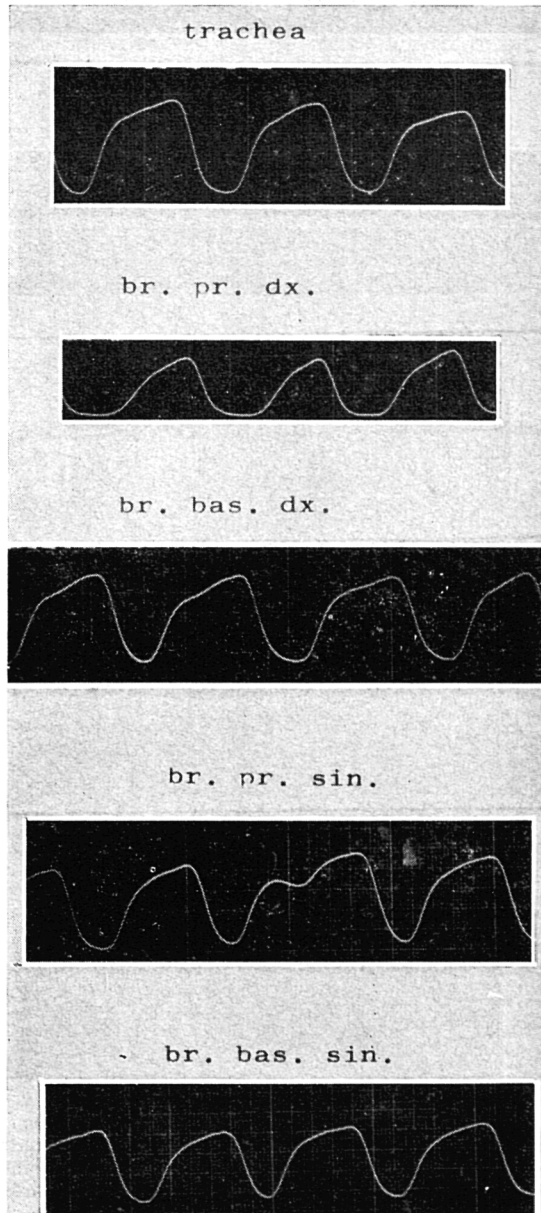 trachea
br. pr. dx.
br. bas. dx.
br. pr. sin.
br. bas. sin.